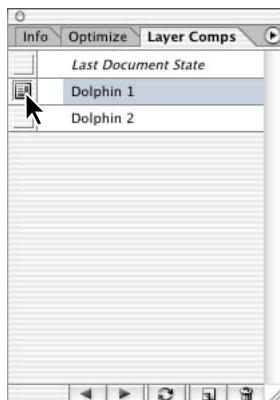 Info Optimize Layer Comps
Last Document State
Dolphin 1
Dolphin 2